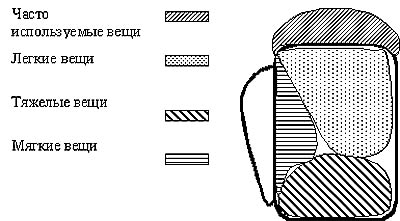 Часто
используемые вещи
Легкие вещи
Тяжелые вещи
Мягкие вещи